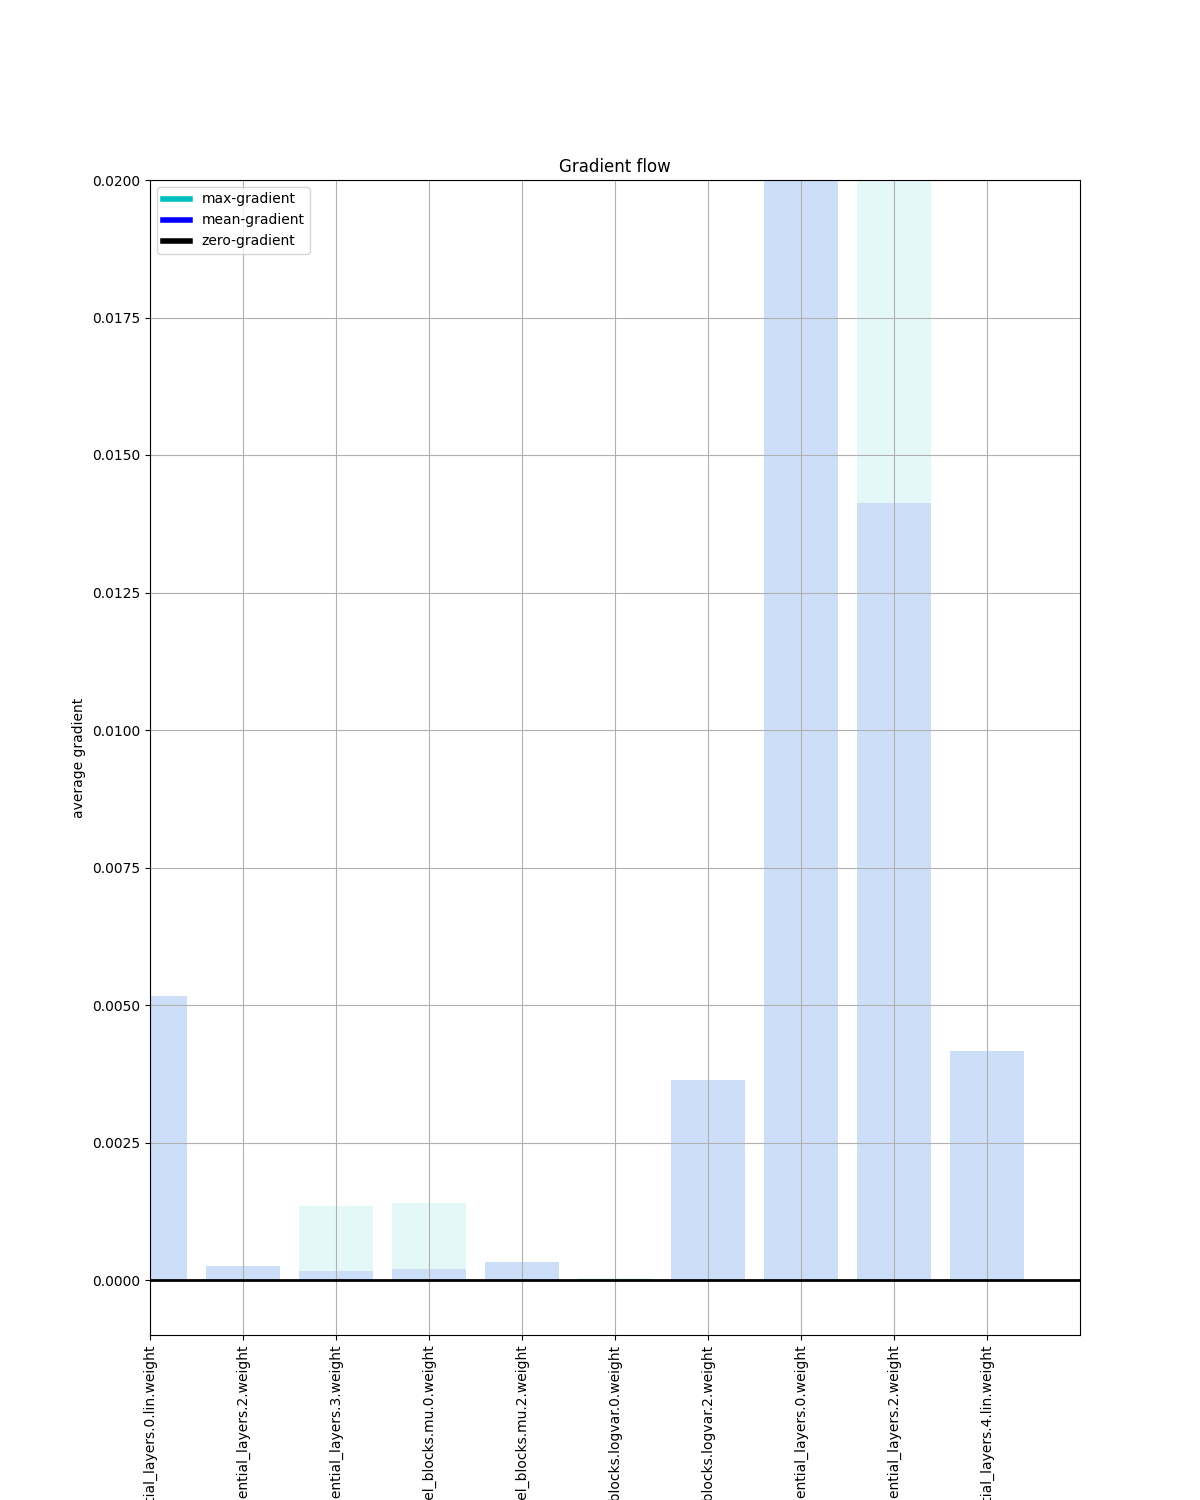 Gradient flow
max-gradient
mean-gradient
zero-gradient
0.0200
0.0175
0.0150
0.0125
0.0100
0.0075
0.0050
0.0025
0.0000
average gradient
tial_layers.0.lin.weight
ential_layers.2.weight
ential_layers.3.weight
el_blocks.mu.0.weight
el_blocks.mu.2.weight
blocks.logvar.0.weight
blocks.logvar.2.weight
ential_layers.0.weight
ential_layers.2.weight
tial_layers.4.lin.weight